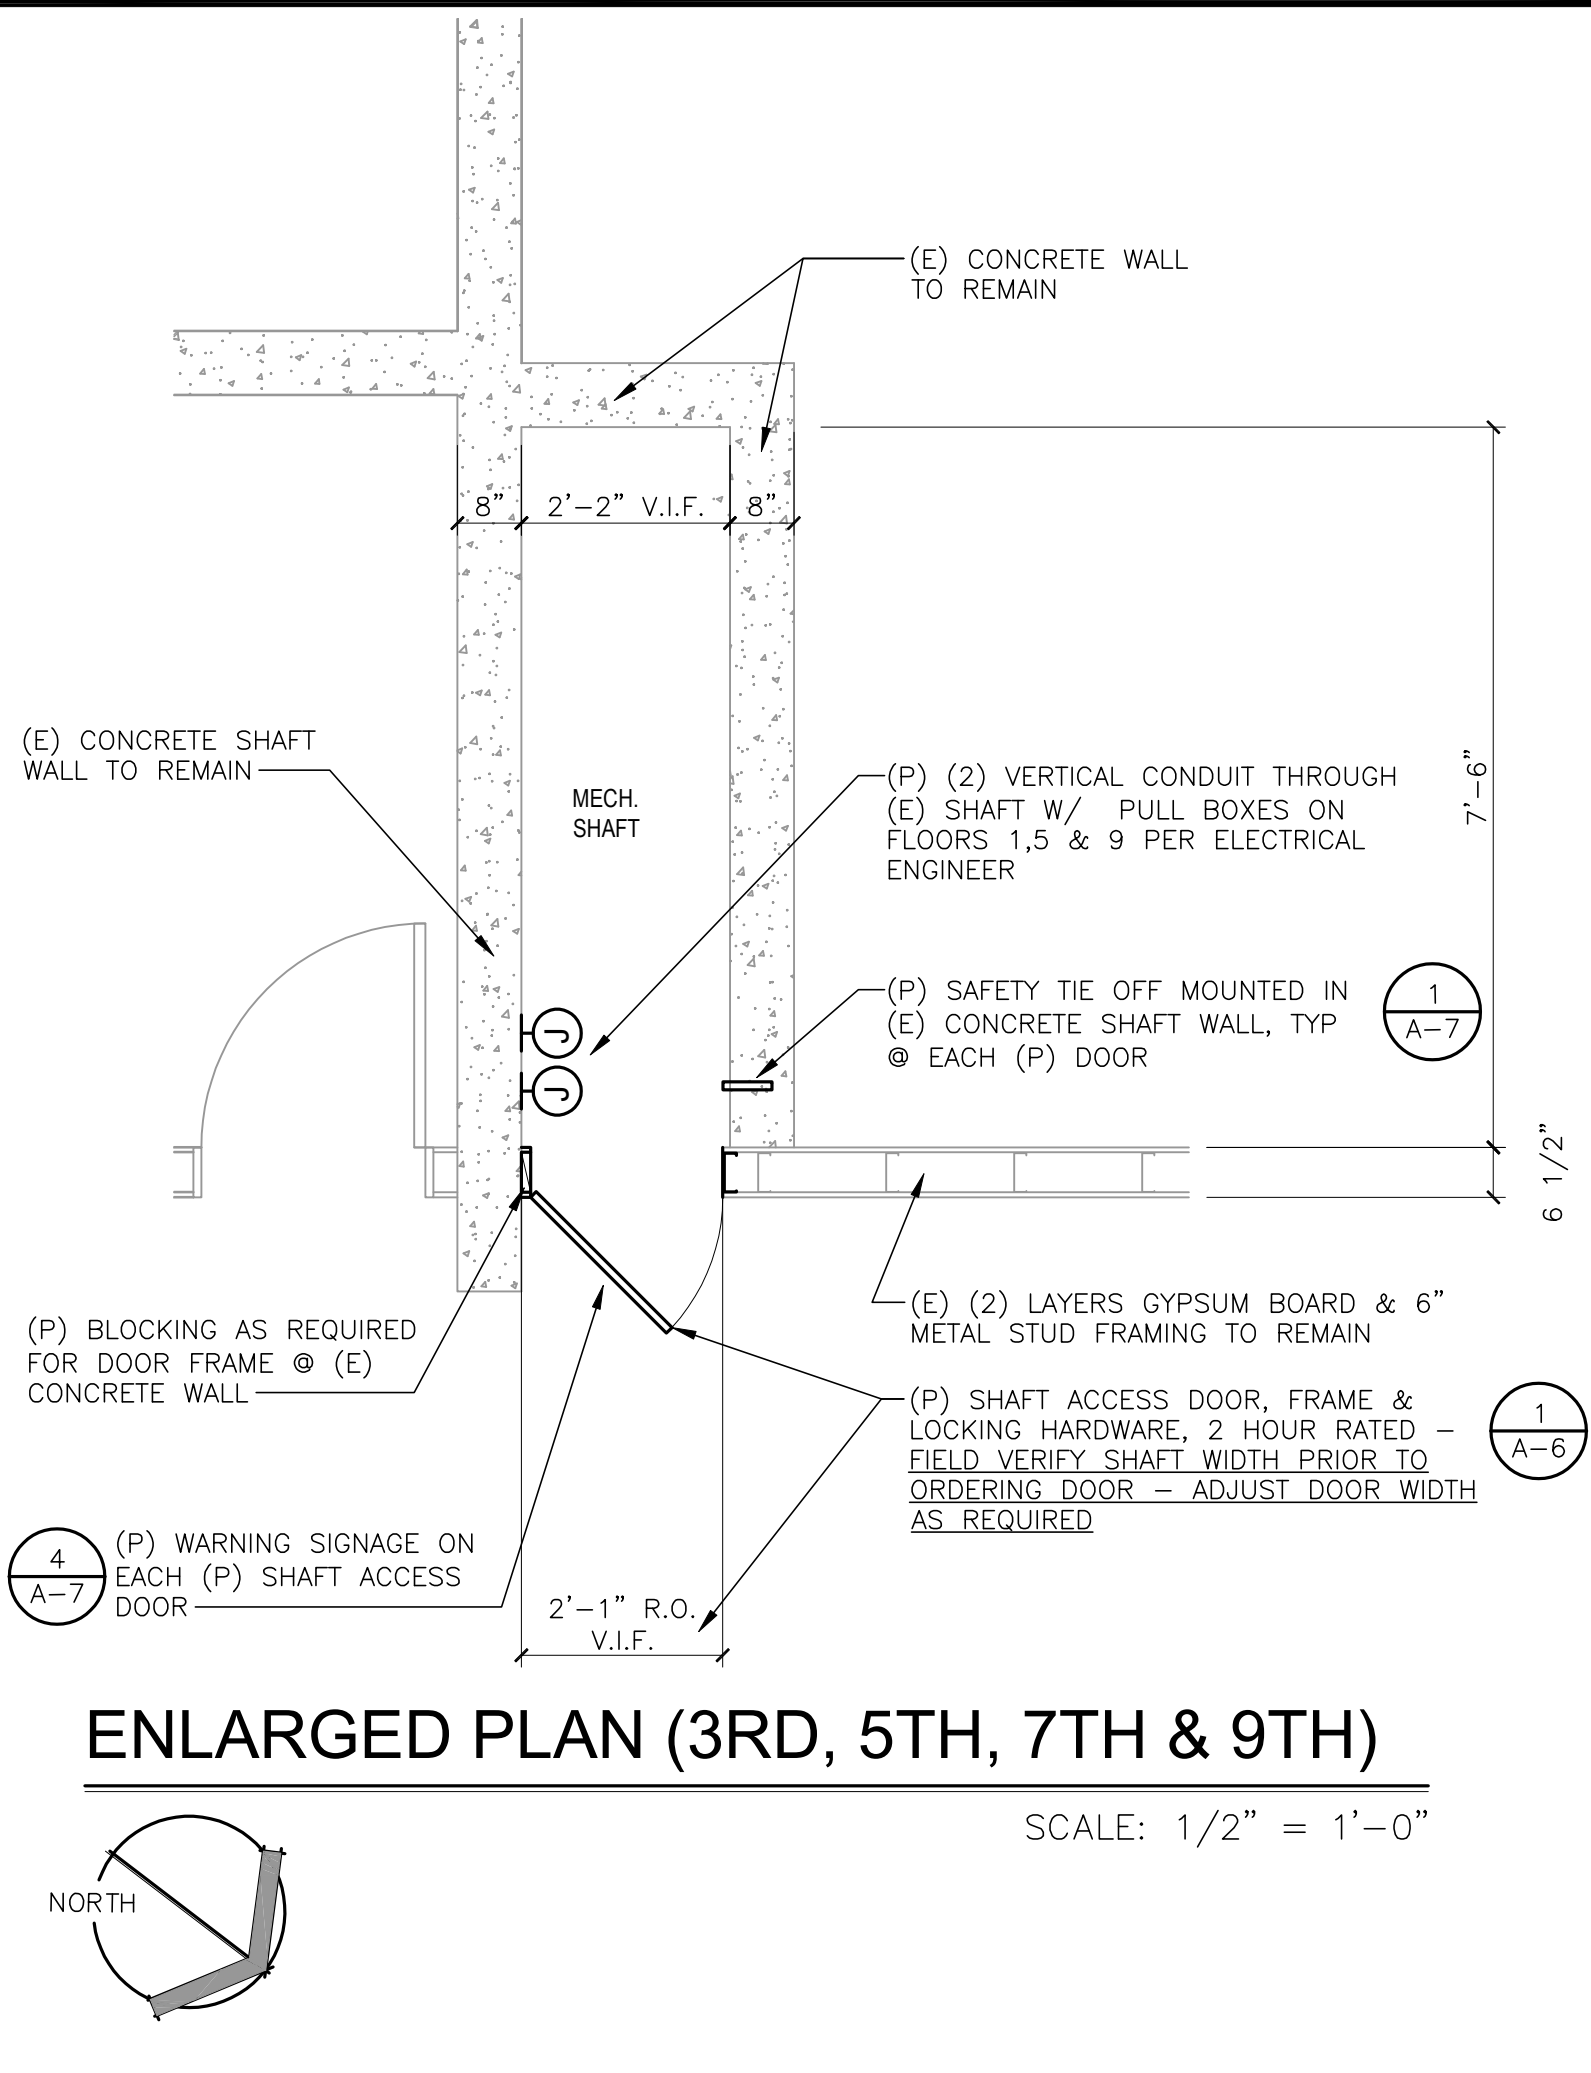 (E) CONCRETE WALL
TO REMAIN
8" 2'-2" V.I.F. 8"
7'-6"
(E) CONCRETE SHAFT
WALL TO REMAIN
MECH.
SHAFT
(P) (2) VERTICAL CONDUIT THROUGH
(E) SHAFT W/ PULL BOXES ON
FLOORS 1,5 & 9 PER ELECTRICAL
ENGINEER
(P) SAFETY TIE OFF MOUNTED IN
(E) CONCRETE SHAFT WALL, TYP
@ EACH (P) DOOR
1
A-7
J
J
6 1/2"
(E) (2) LAYERS GYPSUM BOARD & 6"
METAL STUD FRAMING TO REMAIN
(P) BLOCKING AS REQUIRED
FOR DOOR FRAME @ (E)
CONCRETE WALL
(P) SHAFT ACCESS DOOR, FRAME &
LOCKING HARDWARE, 2 HOUR RATED -
FIELD VERIFY SHAFT WIDTH PRIOR TO
ORDERING DOOR - ADJUST DOOR WIDTH
AS REQUIRED
1
A-6
4
A-7
(P) WARNING SIGNAGE ON
EACH (P) SHAFT ACCESS
DOOR
2'-1" R.O.
V.I.F.
ENLARGED PLAN (3RD, 5TH, 7TH & 9TH)
SCALE: 1/2" = 1'-0"
NORTH